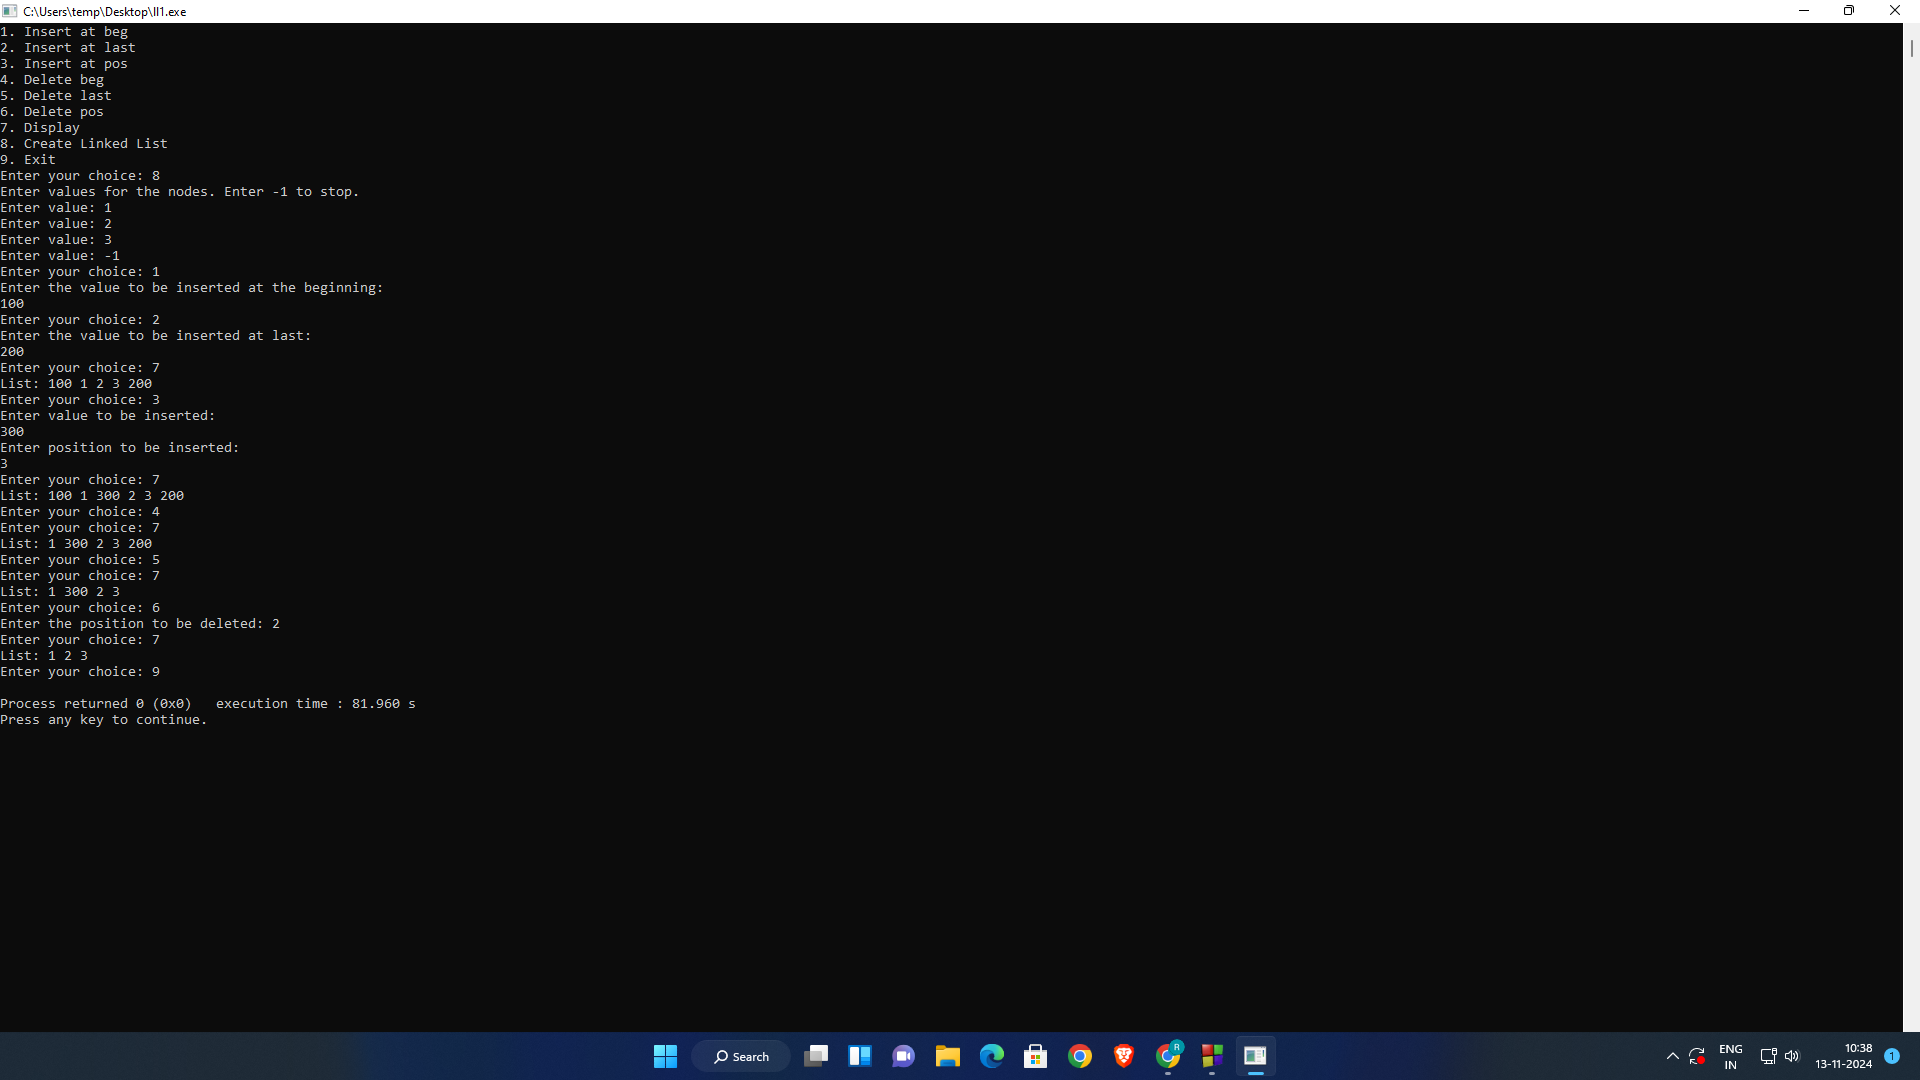 C:\Users\temp\Desktop\ll1.exe
1. Insert at beg
2. Insert at last
3. Insert at pos
4. Delete beg
5. Delete last
6. Delete pos
7. Display
8. Create Linked List
9. Exit
Enter your choice: 8
Enter values for the nodes. Enter -1 to stop.
Enter value: 1
Enter value: 2
Enter value: 3
Enter value: -1
Enter your choice: 1
Enter the value to be inserted at the beginning:
100
Enter your choice: 2
Enter the value to be inserted at last:
200
Enter your choice: 7
List: 100 1 2 3 200
Enter your choice: 3
Enter value to be inserted:
300
Enter position to be inserted:
3
Enter your choice: 7
List: 100 1 300 2 3 200
Enter your choice: 4
Enter your choice: 7
List: 1 300 2 3 200
Enter your choice: 5
Enter your choice: 7
List: 1 300 2 3
Enter your choice: 6
Enter the position to be deleted: 2
Enter your choice: 7
List: 1 2 3
Enter your choice: 9
Process returned 0 (0x0)   execution time : 81.960 s
Press any key to continue.
Search
R
ENG
IN
10:38
13-11-2024
1